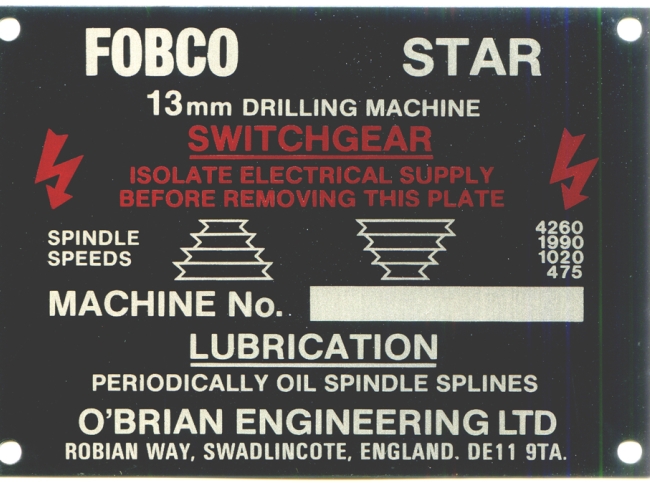 FOBCO STAR
13mm DRILLING MACHINE
SWITCHGEAR
ISOLATE ELECTRICAL SUPPLY
BEFORE REMOVING THIS PLATE
SPINDLE SPEEDS
4260
1990
1020
475
MACHINE No.
LUBRICATION
PERIODICALLY OIL SPINDLE SPLINES
O'BRIAN ENGINEERING LTD
ROBIAN WAY, SWADLINCOTE, ENGLAND. DE11 9TA.